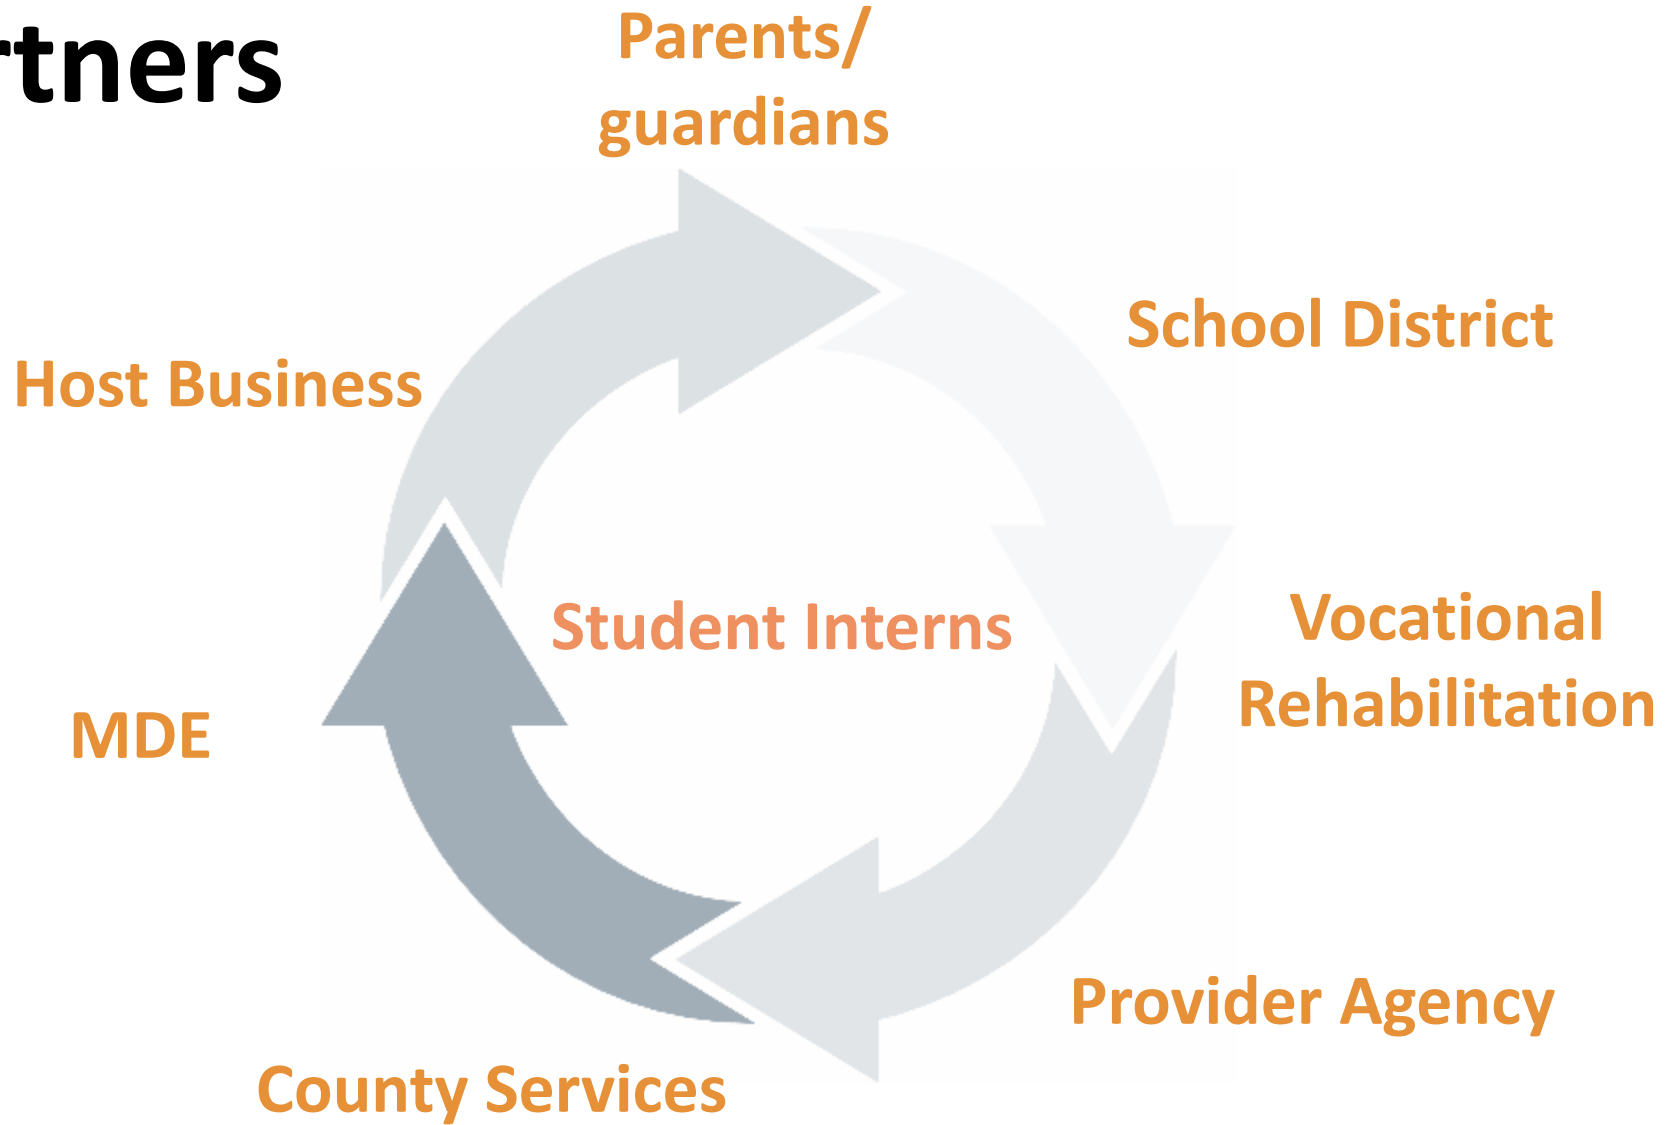 rtners
Parents/
guardians
School District
Host Business
Student Interns
Vocational
Rehabilitation
MDE
Provider Agency
County Services